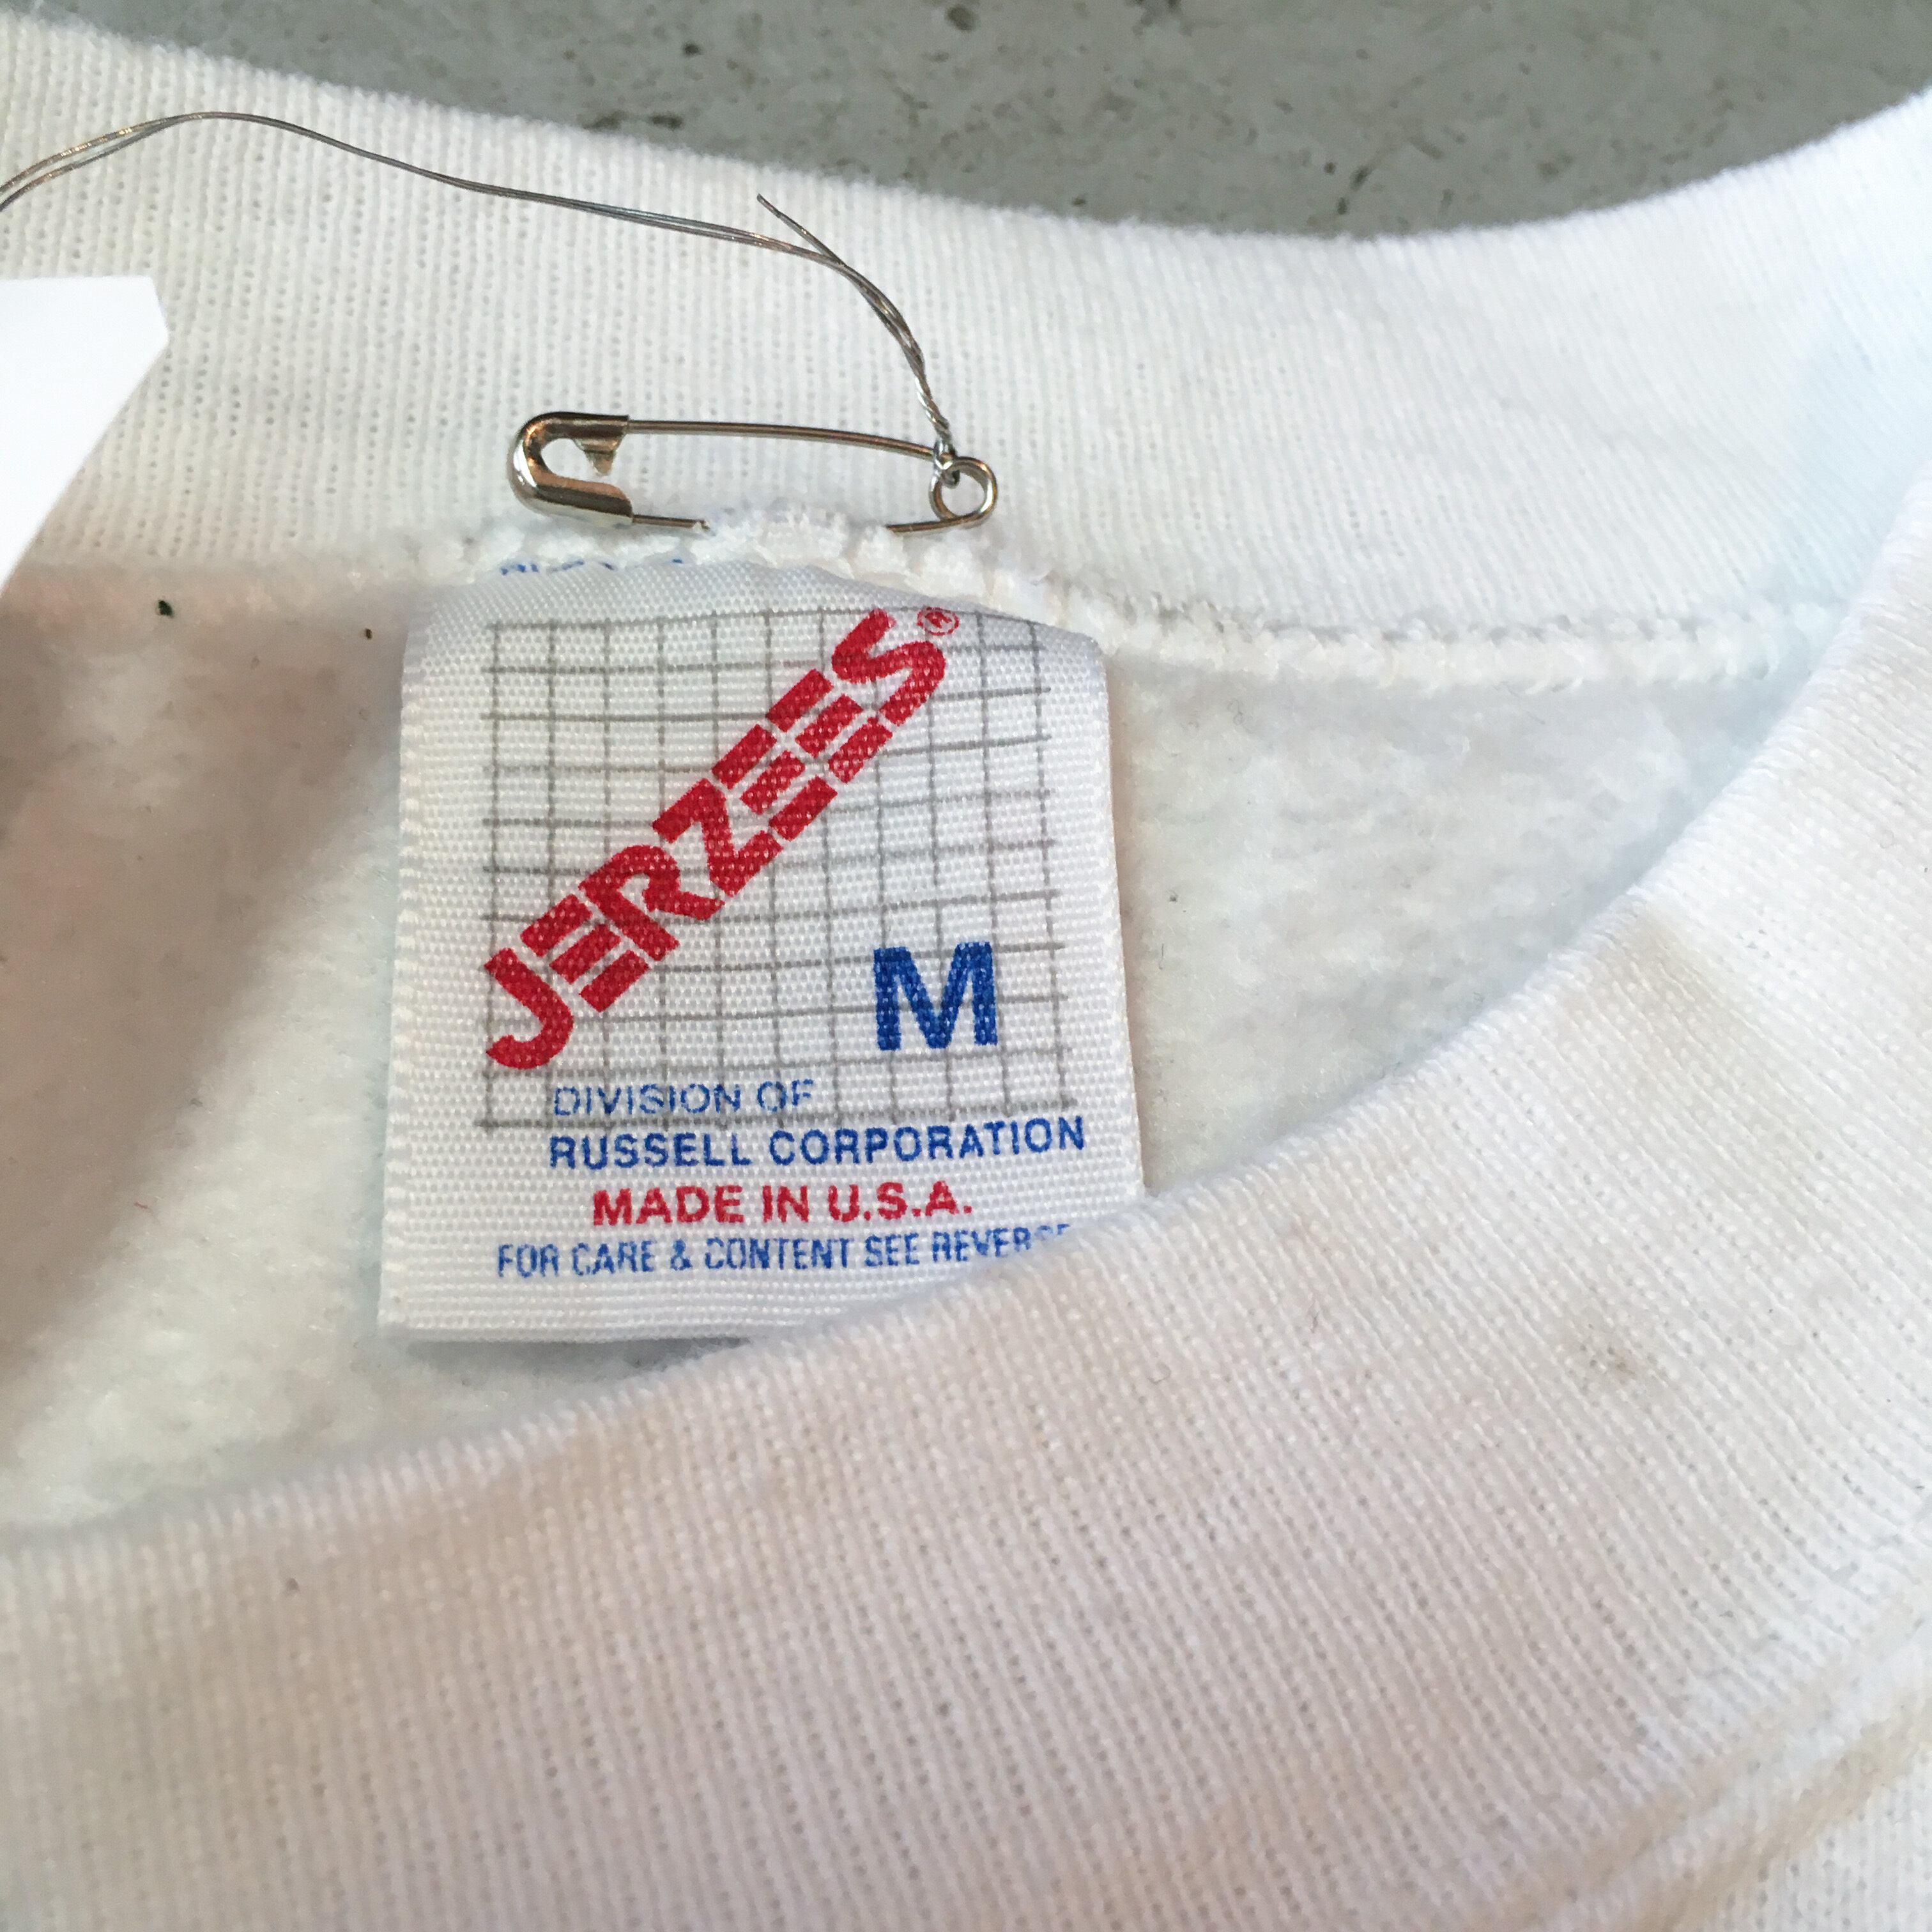 JERZEES®
M
DIVISION OF
RUSSELL CORPORATION
MADE IN U.S.A.
FOR CARE & CONTENT SEE REVERSE